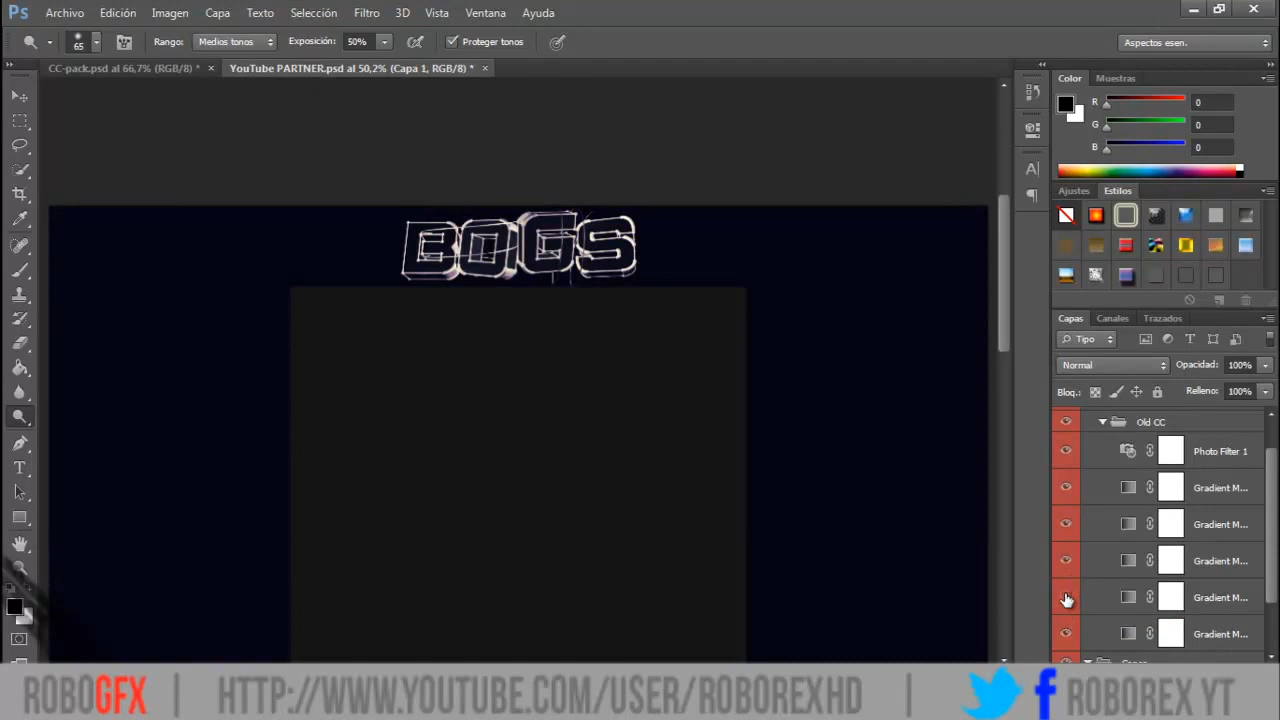 Ps Archivo Edición Imagen Capa Texto Selección Filtro 3D Vista Ventana Ayuda
65 Rango: Medios tonos Exposición: 50% Proteger tonos Aspectos esen.
CC-pack.psd al 66,7% (RGB/8) * × YouTube PARTNER.psd al 50,2% (Capa 1, RGB/8) * ×
Color Muestras
R 0
G 0
B 0
Ajustes Estilos
BOGS
Capas Canales Trazados
Tipo
Normal Opacidad: 100%
Bloq.: Relleno: 100%
Old CC
Photo Filter 1
Gradient M...
Gradient M...
Gradient M...
Gradient M...
Gradient M...
ROBOGFX | HTTP://WWW.YOUTUBE.COM/USER/ROBOREXHD | ROBOREX YT